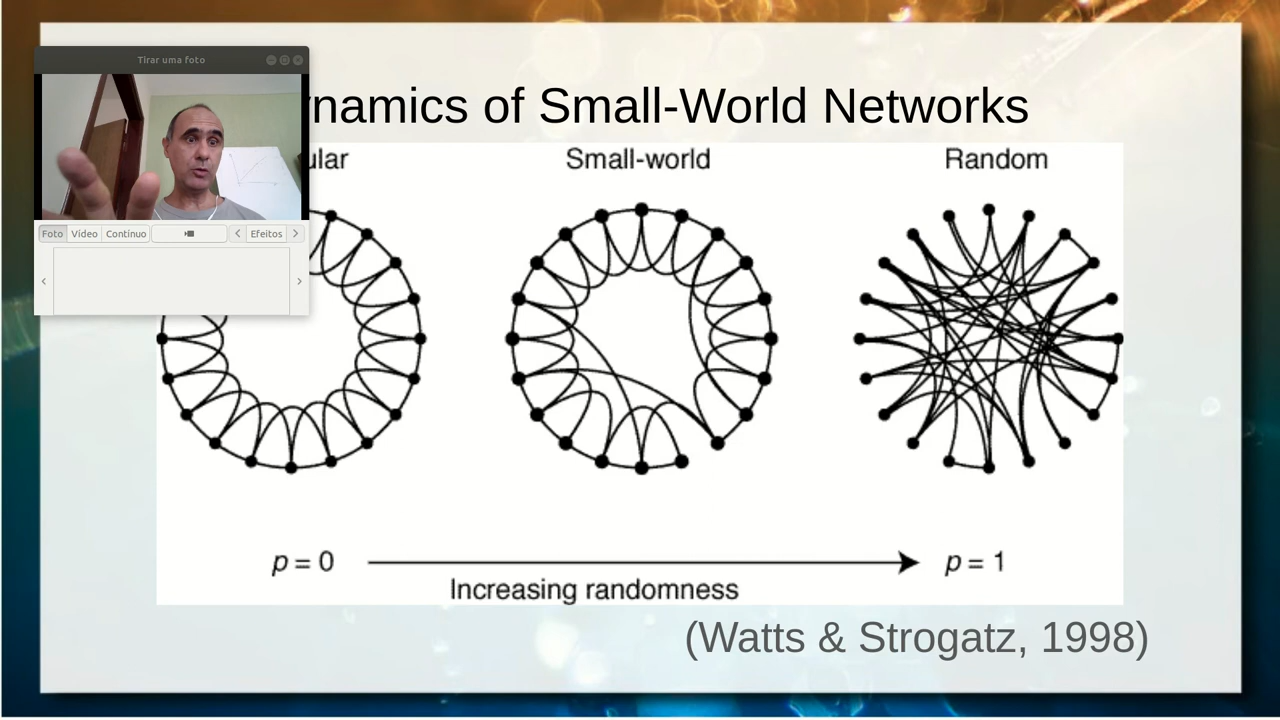 Tirar uma foto
ynamics of Small-World Networks
ular
Small-world
Random
Foto
Vídeo
Contínuo
Efeitos
p = 0
p = 1
Increasing randomness
(Watts & Strogatz, 1998)